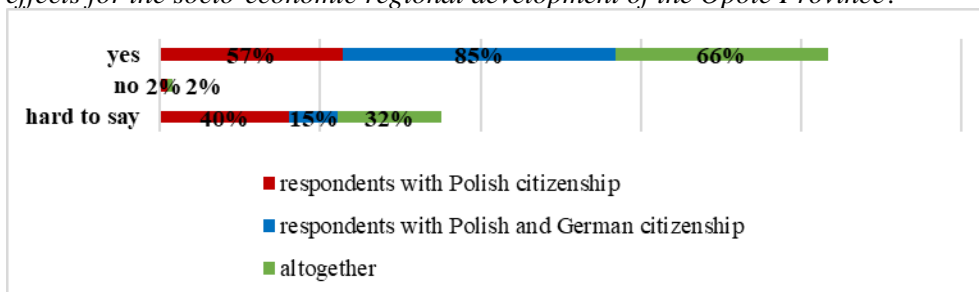 effects for the socio-economic regional development of the Opole Province?
yes 57% 85% 66%
no 2% 2%
hard to say 40% 15% 32%
respondents with Polish citizenship
respondents with Polish and German citizenship
altogether